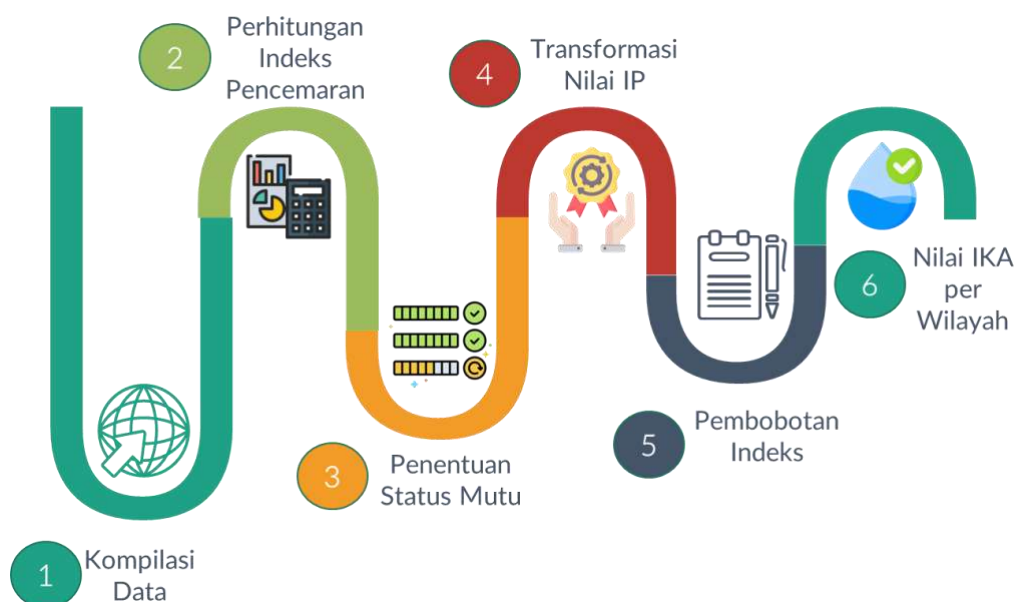 1
Kompilasi
Data
2
Perhitungan
Indeks
Pencemaran
3
Penentuan
Status Mutu
4
Transformasi
Nilai IP
5
Pembobotan
Indeks
6
Nilai IKA
per
Wilayah